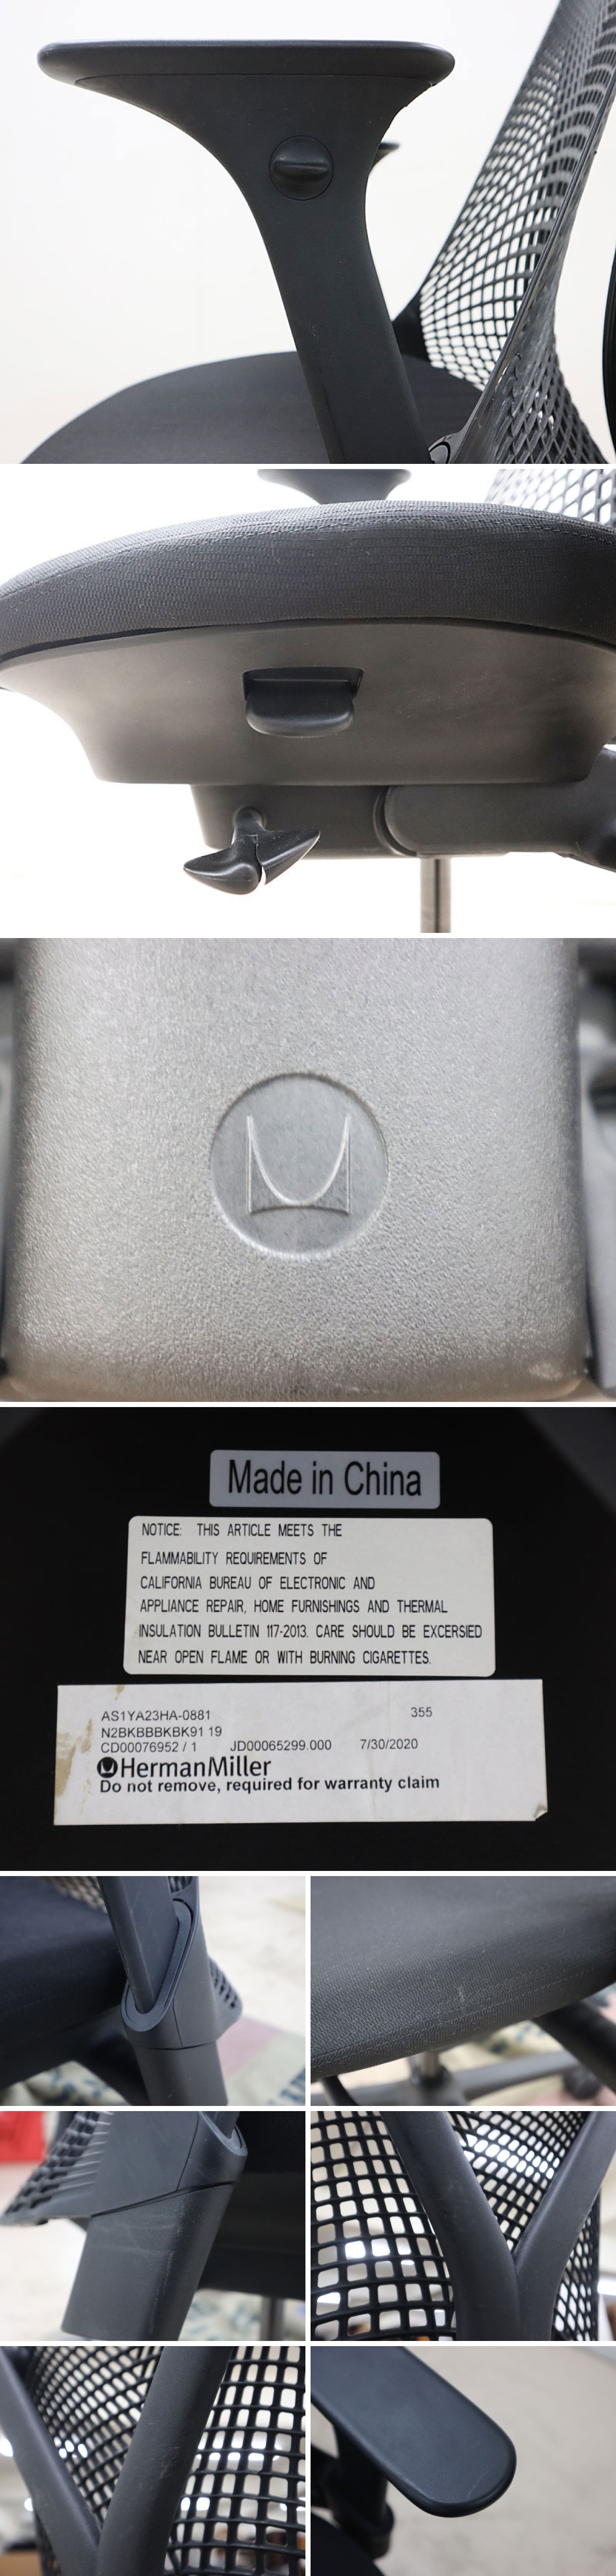 Made in China
NOTICE: THIS ARTICLE MEETS THE
FLAMMABILITY REQUIREMENTS OF
CALIFORNIA BUREAU OF ELECTRONIC AND
APPLIANCE REPAIR, HOME FURNISHINGS AND THERMAL
INSULATION BULLETIN 117-2013. CARE SHOULD BE EXCERSIED
NEAR OPEN FLAME OR WITH BURNING CIGARETTES.
AS1YA23HA-0881 355
N2BKBBBKBK91 19
CD00076952 / 1 JD00065299.000 7/30/2020
HermanMiller
Do not remove, required for warranty claim